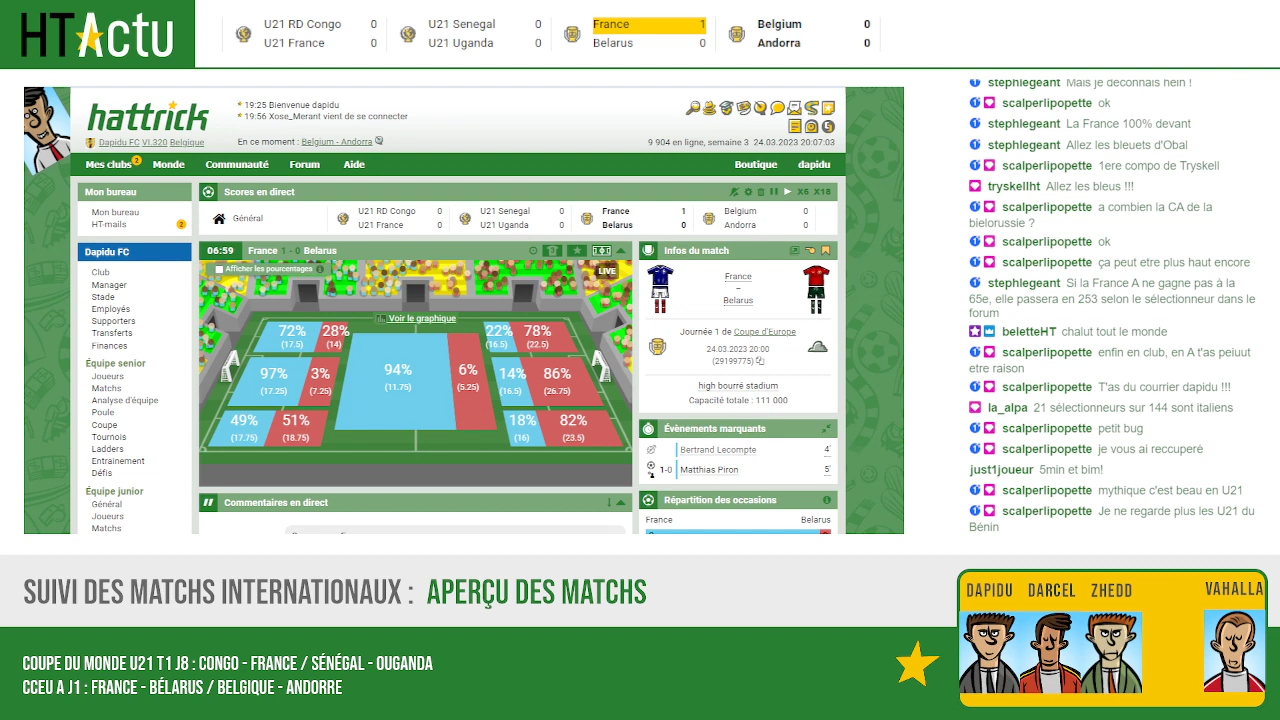 HTActu
U21 RD Congo 0
U21 France 0
U21 Senegal 0
U21 Uganda 0
France 1
Belarus 0
Belgium 0
Andorra 0
hattrick
19:25 Bienvenue dapidu
19:56 Xose_Merant vient de se connecter
Dapidu FC VI.320 Belgique
En ce moment : Belgium - Andorra
9 904 en ligne, semaine 3 24.03.2023 20:07:03
Mes clubs 2 Monde Communauté Forum Aide Boutique dapidu
Mon bureau
Mon bureau
HT-mails 2
Dapidu FC
Club
Manager
Stade
Employés
Supporters
Transferts
Finances
Équipe senior
Joueurs
Matchs
Analyse d'équipe
Poule
Coupe
Tournois
Ladders
Entrainement
Défis
Équipe junior
Général
Joueurs
Matchs
Scores en direct X6 X18
Général
U21 RD Congo 0
U21 France 0
U21 Senegal 0
U21 Uganda 0
France 1
Belarus 0
Belgium 0
Andorra 0
06:59 France 1 - 0 Belarus
Afficher les pourcentages
LIVE
Voir le graphique
72% 28% 22% 78%
(17.5) (14) (16.5) (22.5)
97% 3% 94% 6% 14% 86%
(17.25) (7.25) (11.75) (5.25) (16.5) (26.75)
49% 51% 18% 82%
(17.75) (18.75) (16) (23.5)
Commentaires en direct
Infos du match
France
–
Belarus
Journée 1 de Coupe d'Europe
24.03.2023 20:00
(29199775)
high bourré stadium
Capacité totale : 111 000
Évènements marquants
Bertrand Lecompte 4'
1-0 Matthias Piron 5'
Répartition des occasions
France Belarus
stephlegeant Mais je deconnais hein !
scalperlipopette ok
stephlegeant La France 100% devant
stephlegeant Allez les bleuets d'Obal
scalperlipopette 1ere compo de Tryskell
tryskellht Allez les bleus !!!
scalperlipopette a combien la CA de la
bielorussie ?
scalperlipopette ok
scalperlipopette ça peut etre plus haut encore
stephlegeant Si la France A ne gagne pas à la
65e, elle passera en 253 selon le sélectionneur dans le
forum
beletteHT chalut tout le monde
scalperlipopette enfin en club, en A t'as peiuut
etre raison
scalperlipopette T'as du courrier dapidu !!!
la_alpa 21 sélectionneurs sur 144 sont italiens
scalperlipopette petit bug
scalperlipopette je vous ai reccuperé
just1joueur 5min et bim!
scalperlipopette mythique c'est beau en U21
scalperlipopette Je ne regarde plus les U21 du
Bénin
SUIVI DES MATCHS INTERNATIONAUX : APERÇU DES MATCHS
DAPIDU DARCEL ZHEDD VAHALLA
COUPE DU MONDE U21 T1 J8 : CONGO - FRANCE / SÉNÉGAL - OUGANDA
CCEU A J1 : FRANCE - BÉLARUS / BELGIQUE - ANDORRE